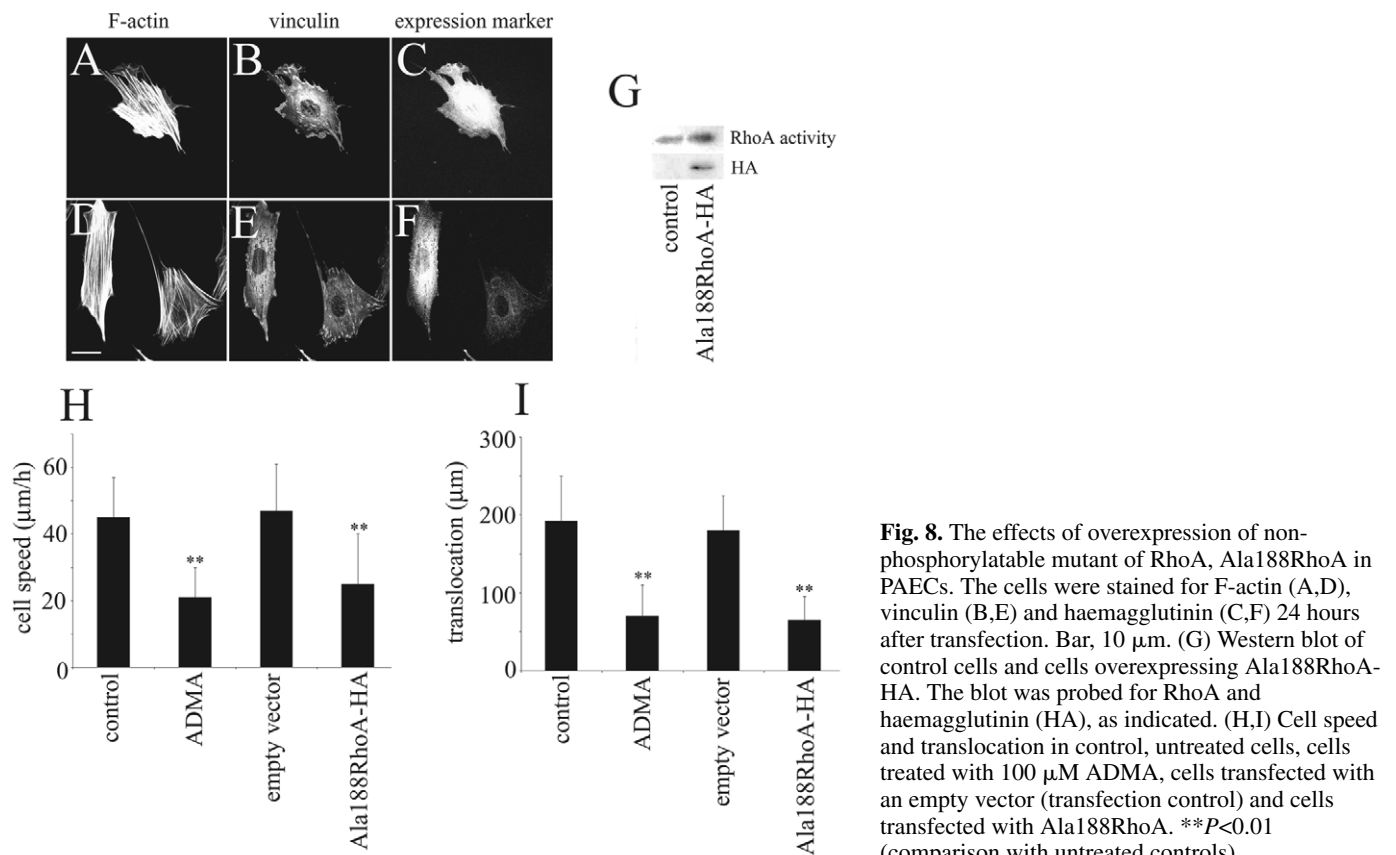 F-actin vinculin expression marker
A B C
D E F
G
RhoA activity
HA
control
Ala188RhoA-HA
H
cell speed (μm/h)
60
40
20
0
** **
control
ADMA
empty vector
Ala188RhoA-HA
I
translocation (μm)
300
200
100
0
** **
control
ADMA
empty vector
Ala188RhoA-HA
Fig. 8. The effects of overexpression of non-
phosphorylatable mutant of RhoA, Ala188RhoA in
PAECs. The cells were stained for F-actin (A,D),
vinculin (B,E) and haemagglutinin (C,F) 24 hours
after transfection. Bar, 10 μm. (G) Western blot of
control cells and cells overexpressing Ala188RhoA-
HA. The blot was probed for RhoA and
haemagglutinin (HA), as indicated. (H,I) Cell speed
and translocation in control, untreated cells, cells
treated with 100 μM ADMA, cells transfected with
an empty vector (transfection control) and cells
transfected with Ala188RhoA. **P<0.01
(comparison with untreated controls)